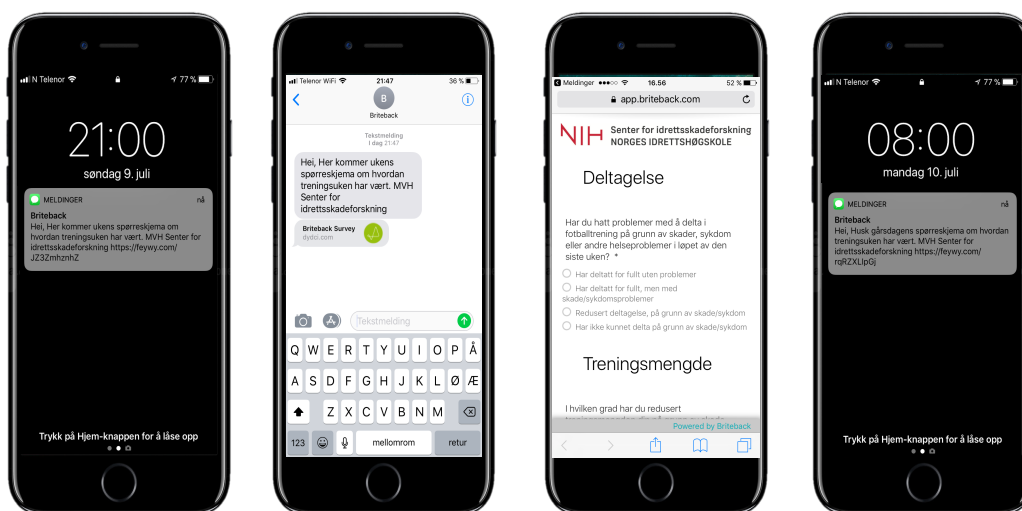 N Telenor
77 %
21:00
søndag 9. juli
MELDINGER nå
Briteback
Hei, Her kommer ukens spørreskjema om
hvordan treningsuken har vært. MVH Senter for
idrettsskadeforskning https://feywy.com/
JZ3ZmhznhZ
Trykk på Hjem-knappen for å låse opp
Telenor WiFi 21:47 36 %
B
Briteback
Tekstmelding
I dag 21:47
Hei, Her kommer ukens
spørreskjema om hvordan
treningsuken har vært. MVH
Senter for
idrettsskadeforskning
Briteback Survey
dydci.com
Tekstmelding
Q W E R T Y U I O P Å
A S D F G H J K L Ø Æ
Z X C V B N M
123 mellomrom retur
Meldinger 16.56 52 %
app.briteback.com
NIH Senter for idrettsskadeforskning
NORGES IDRETTSHØGSKOLE
Deltagelse
Har du hatt problemer med å delta i
fotballtrening på grunn av skader, sykdom
eller andre helseproblemer i løpet av den
siste uken? *
Har deltatt for fullt uten problemer
Har deltatt for fullt, men med
skade/sykdomsproblemer
Redusert deltagelse, på grunn av skade/sykdom
Har ikke kunnet delta på grunn av skade/sykdom
Treningsmengde
I hvilken grad har du redusert
Powered by Briteback
N Telenor
77 %
08:00
mandag 10. juli
MELDINGER nå
Briteback
Hei, Husk gårsdagens spørreskjema om hvordan
treningsuken har vært. MVH Senter for
idrettsskadeforskning https://feywy.com/
rqRZXLlpGj
Trykk på Hjem-knappen for å låse opp